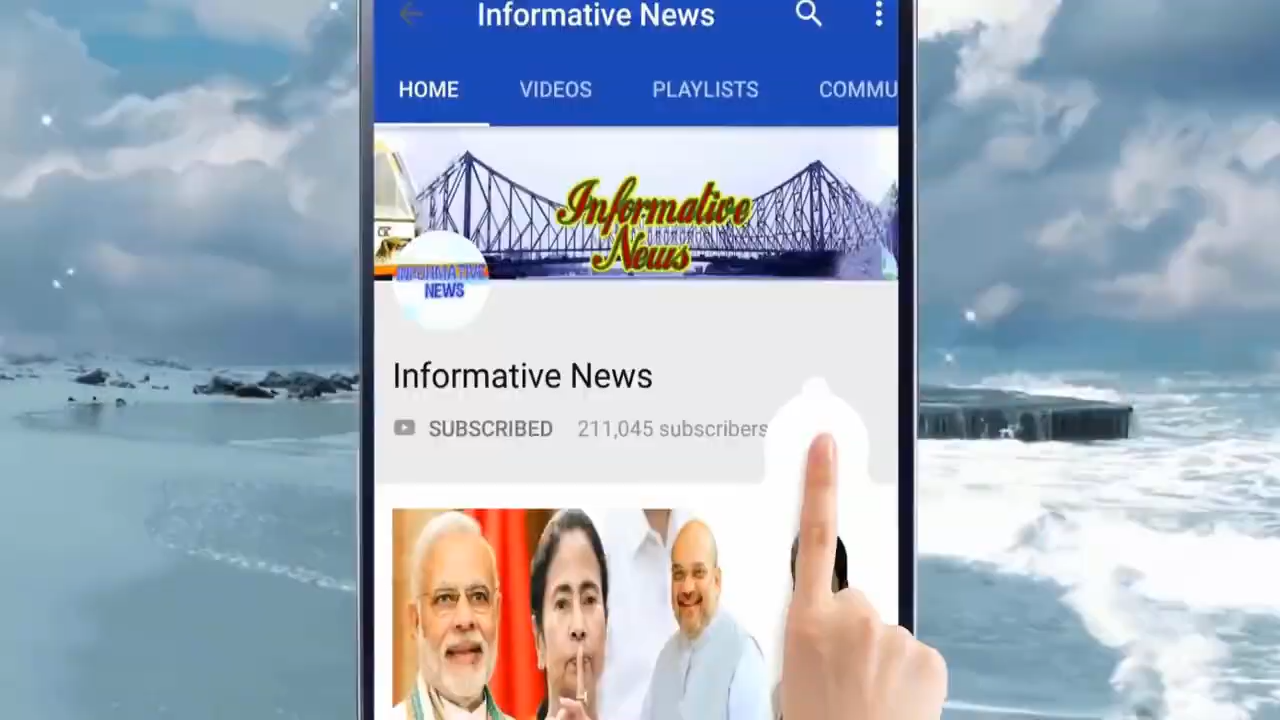 Informative News
HOME VIDEOS PLAYLISTS COMMU
Informative
News
INFORMATIVE
NEWS
Informative News
SUBSCRIBED 211,045 subscribers